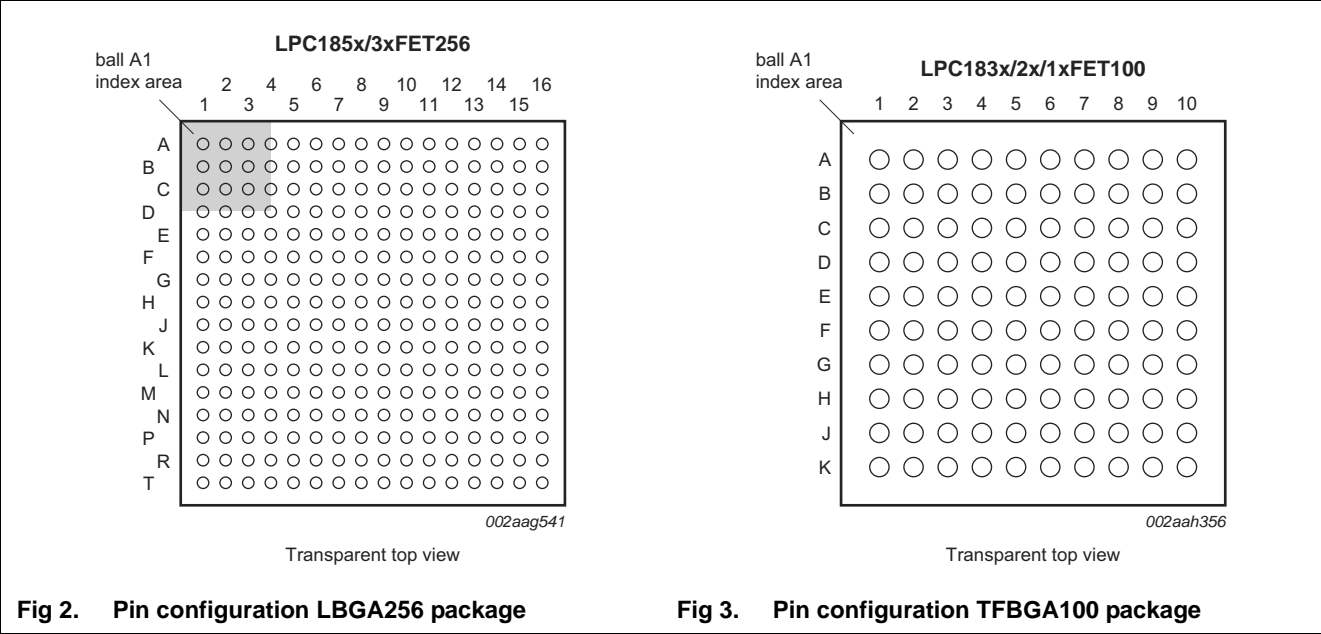 LPC185x/3xFET256
ball A1
index area
2 4 6 8 10 12 14 16
1 3 5 7 9 11 13 15
A
B
C
D
E
F
G
H
J
K
L
M
N
P
R
T
002aag541
Transparent top view
Fig 2. Pin configuration LBGA256 package
LPC183x/2x/1xFET100
ball A1
index area
1 2 3 4 5 6 7 8 9 10
A
B
C
D
E
F
G
H
J
K
002aah356
Transparent top view
Fig 3. Pin configuration TFBGA100 package